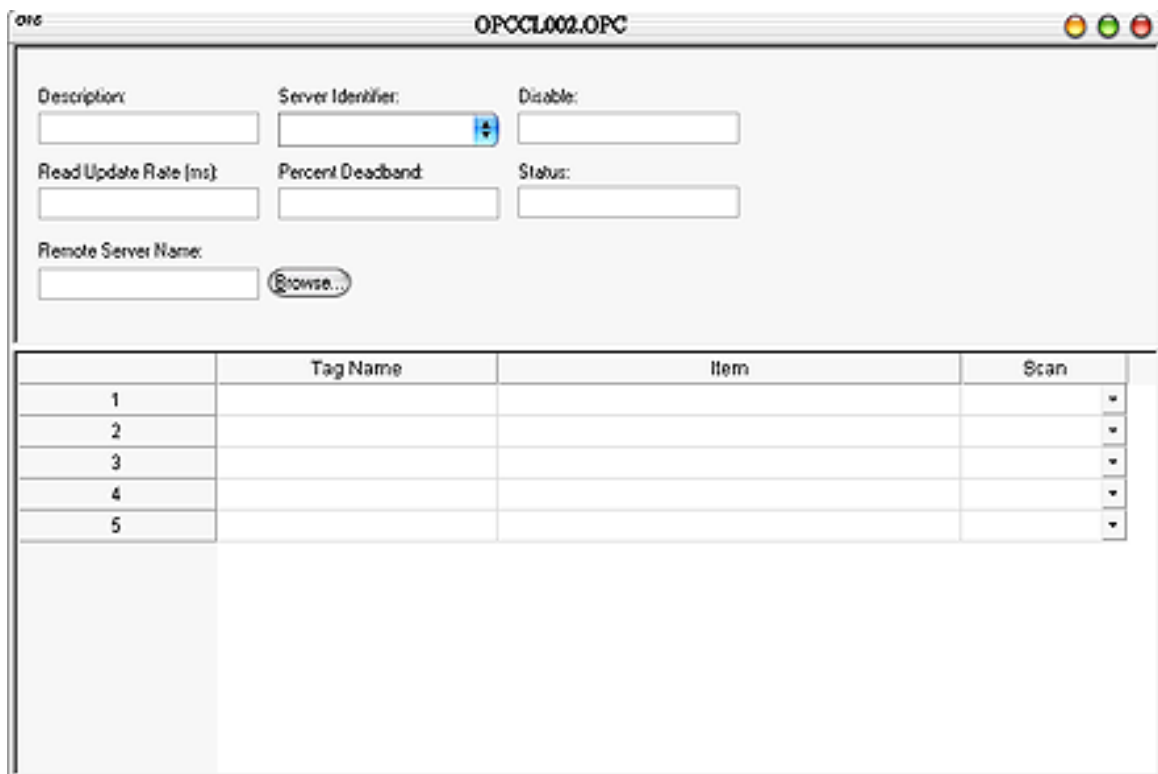 OPC
OPCCL002.OPC
Description: Server Identifier: Disable:
Read Update Rate (ms): Percent Deadband: Status:
Remote Server Name:
Browse...
Tag Name Item Scan
1
2
3
4
5